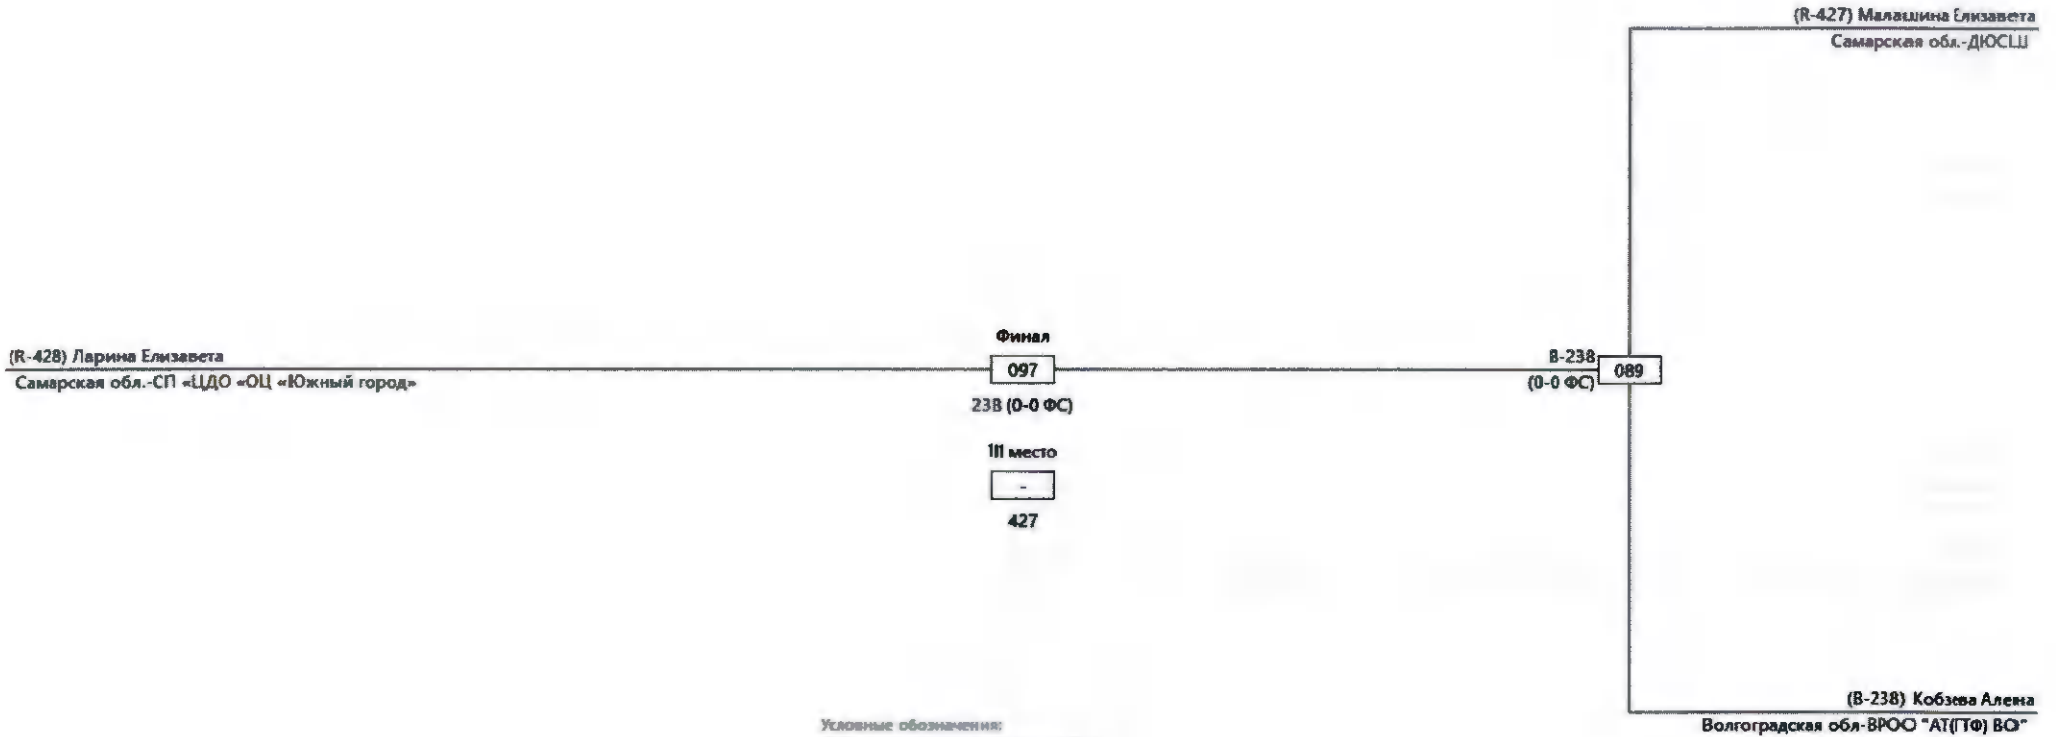 (R-427) Малашина Елизавета
Самарская обл.-ДЮСШ
Финал
(R-428) Ларина Елизавета
097
B-238
089
Самарская обл.-СП «ЦДО «ОЦ «Южный город»
(0-0 ФС)
238 (0-0 ФС)
III место
-
427
(B-238) Кобзева Алена
Условные обозначения:
Волгоградская обл-ВРОО "АТ(ГТФ) ВО"